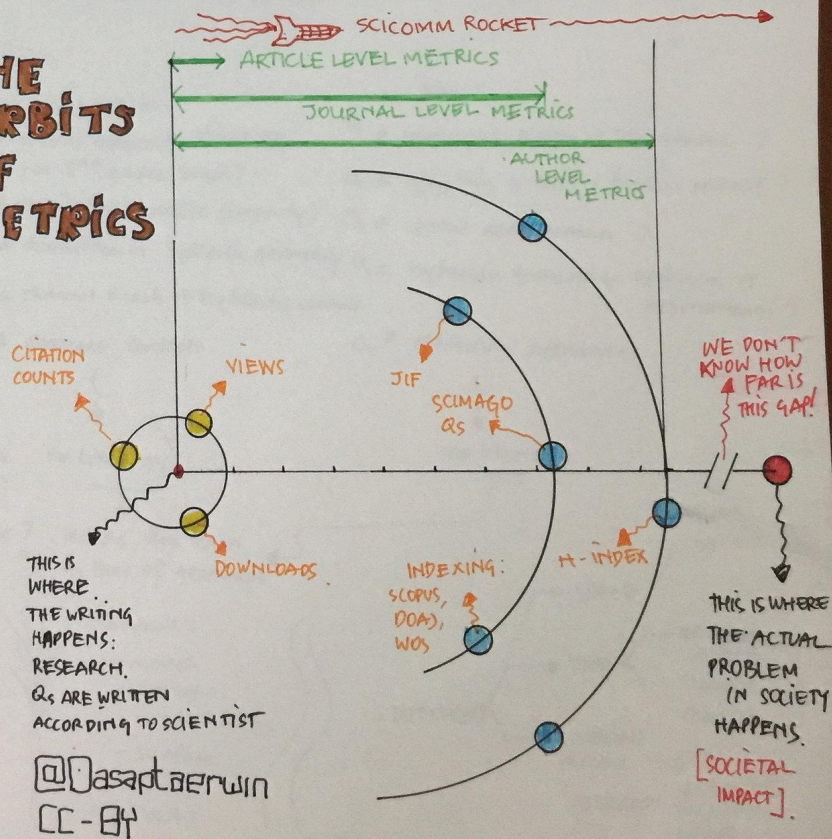 SCICOMM ROCKET
ARTICLE LEVEL METRICS
JOURNAL LEVEL METRICS
AUTHOR
LEVEL
METRICS
HE
RBITS
F
ETRICS
CITATION
COUNTS
VIEWS
JIF
SCIMAGO
QS
WE DON'T
KNOW HOW
FAR IS
THIS GAP!
DOWNLOADS
INDEXING:
SCOPUS,
DOAJ,
WOS
H-INDEX
THIS IS
WHERE
THE WRITING
HAPPENS:
RESEARCH.
Qs ARE WRITTEN
ACCORDING TO SCIENTIST
THIS IS WHERE
THE ACTUAL
PROBLEM
IN SOCIETY
HAPPENS.
[SOCIETAL
IMPACT].
@Dasaptaerwin
CC-BY